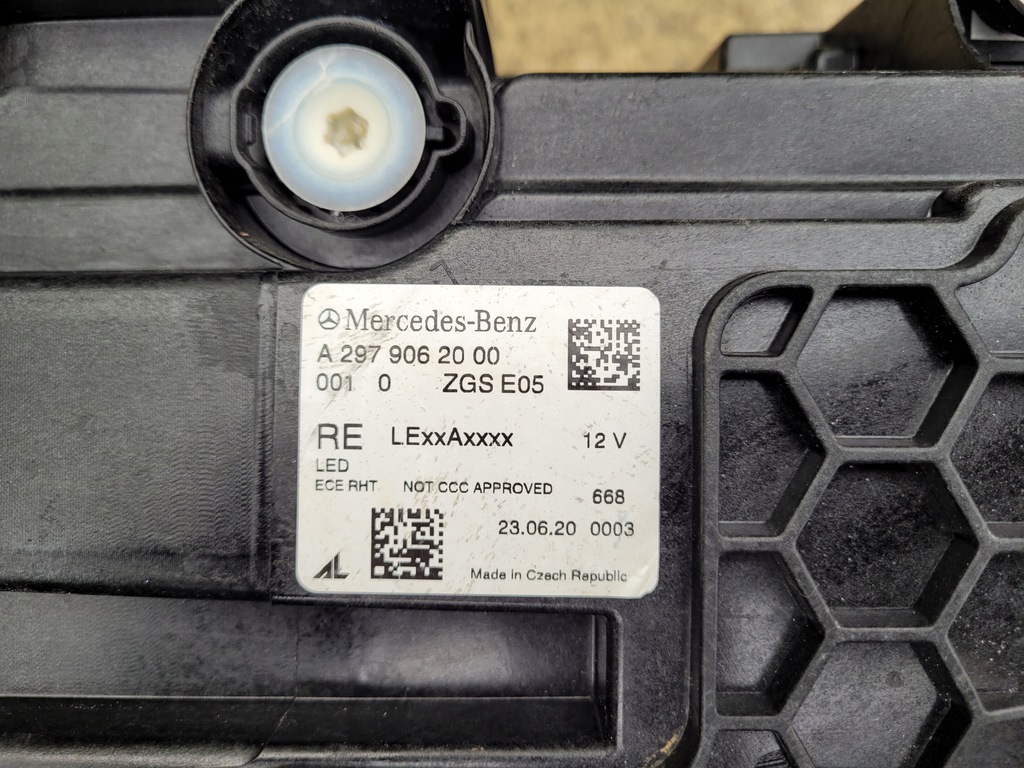 Mercedes-Benz
A 297 906 20 00
001 0 ZGS E05
RE LExxAxxxx 12 V
LED
ECE RHT NOT CCC APPROVED 668
23.06.20 0003
AL Made in Czech Republic